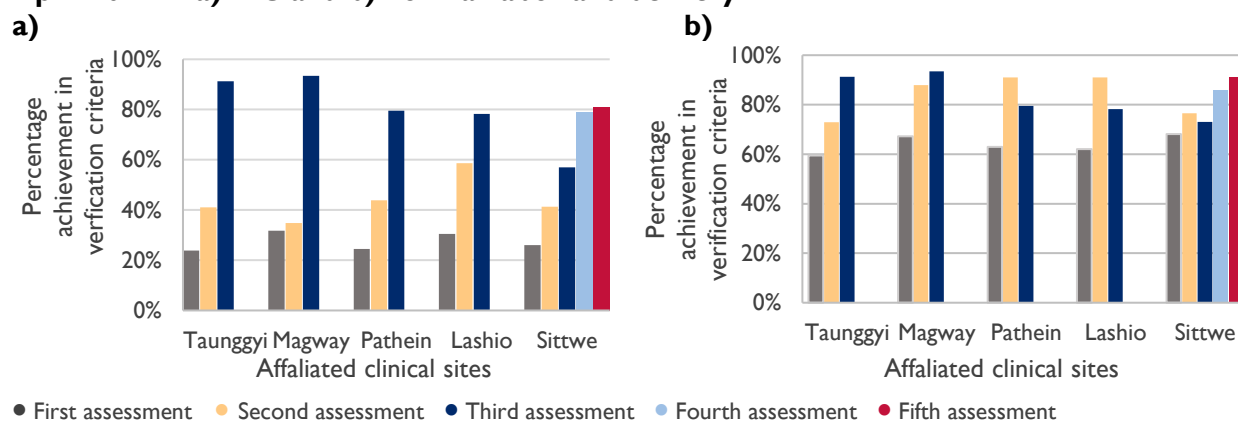 a)
b)
100%
80%
60%
40%
20%
0%
Percentage
achievement in
verfication criteria
Taunggyi Magway Pathein Lashio Sittwe
Affaliated clinical sites
100%
80%
60%
40%
20%
0%
Percentage
achievement in
verification criteria
Taunggyi Magway Pathein Lashio Sittwe
Affaliated clinical sites
First assessment Second assessment Third assessment Fourth assessment Fifth assessment